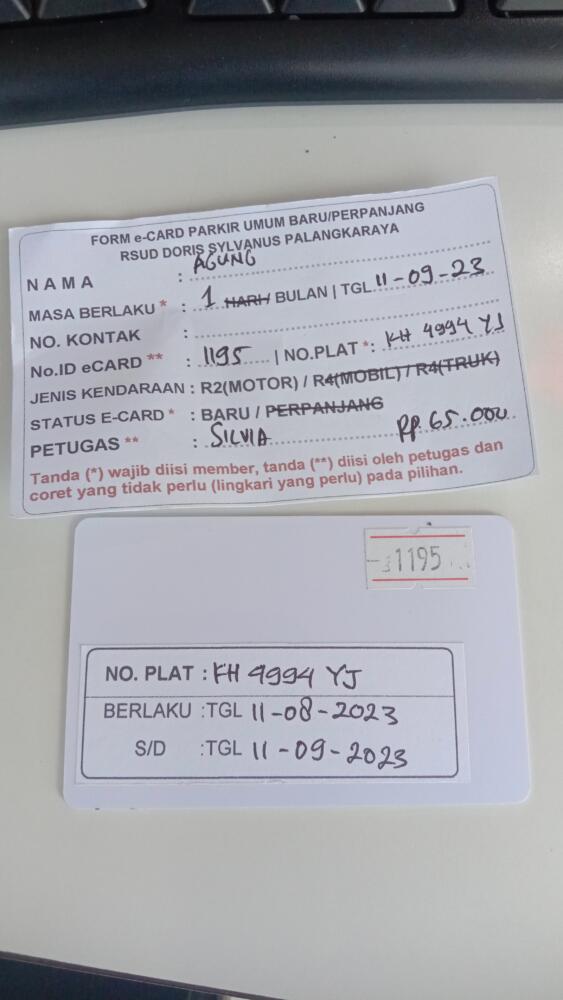 FORM e-CARD PARKIR UMUM BARU/PERPANJANG
RSUD DORIS SYLVANUS PALANGKARAYA
NAMA : AGUNG
MASA BERLAKU * : 1 HARI/ BULAN | TGL 11-09-23
NO. KONTAK :
No.ID eCARD ** : 1195 | NO.PLAT *: KH 4994 YJ
JENIS KENDARAAN : R2(MOTOR) / R4(MOBIL) / R4(TRUK)
STATUS E-CARD * : BARU / PERPANJANG
PETUGAS ** : SILVIA RP 65.000
Tanda (*) wajib diisi member, tanda (**) diisi oleh petugas dan
coret yang tidak perlu (lingkari yang perlu) pada pilihan.
1195
NO. PLAT : KH 4994 YJ
BERLAKU :TGL 11-08-2023
S/D :TGL 11-09-2023